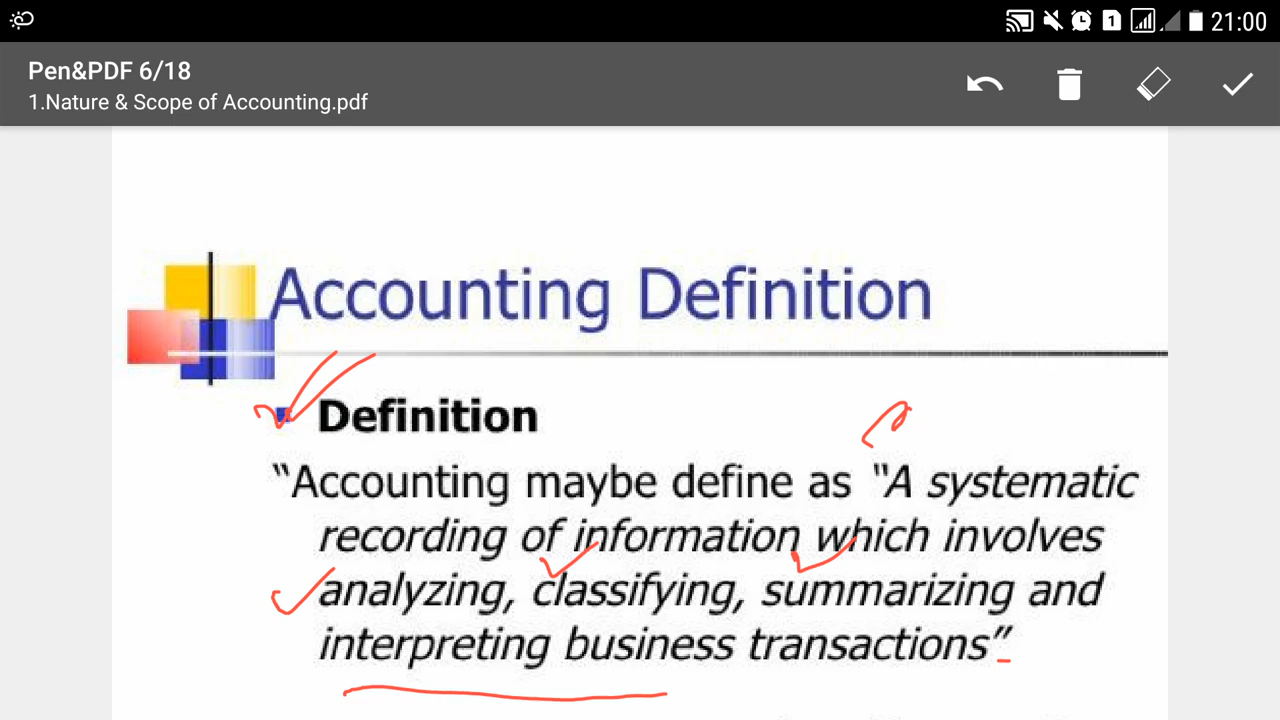 21:00
Pen&PDF 6/18
1.Nature & Scope of Accounting.pdf
Accounting Definition
Definition
“Accounting maybe define as “A systematic
recording of information which involves
analyzing, classifying, summarizing and
interpreting business transactions”